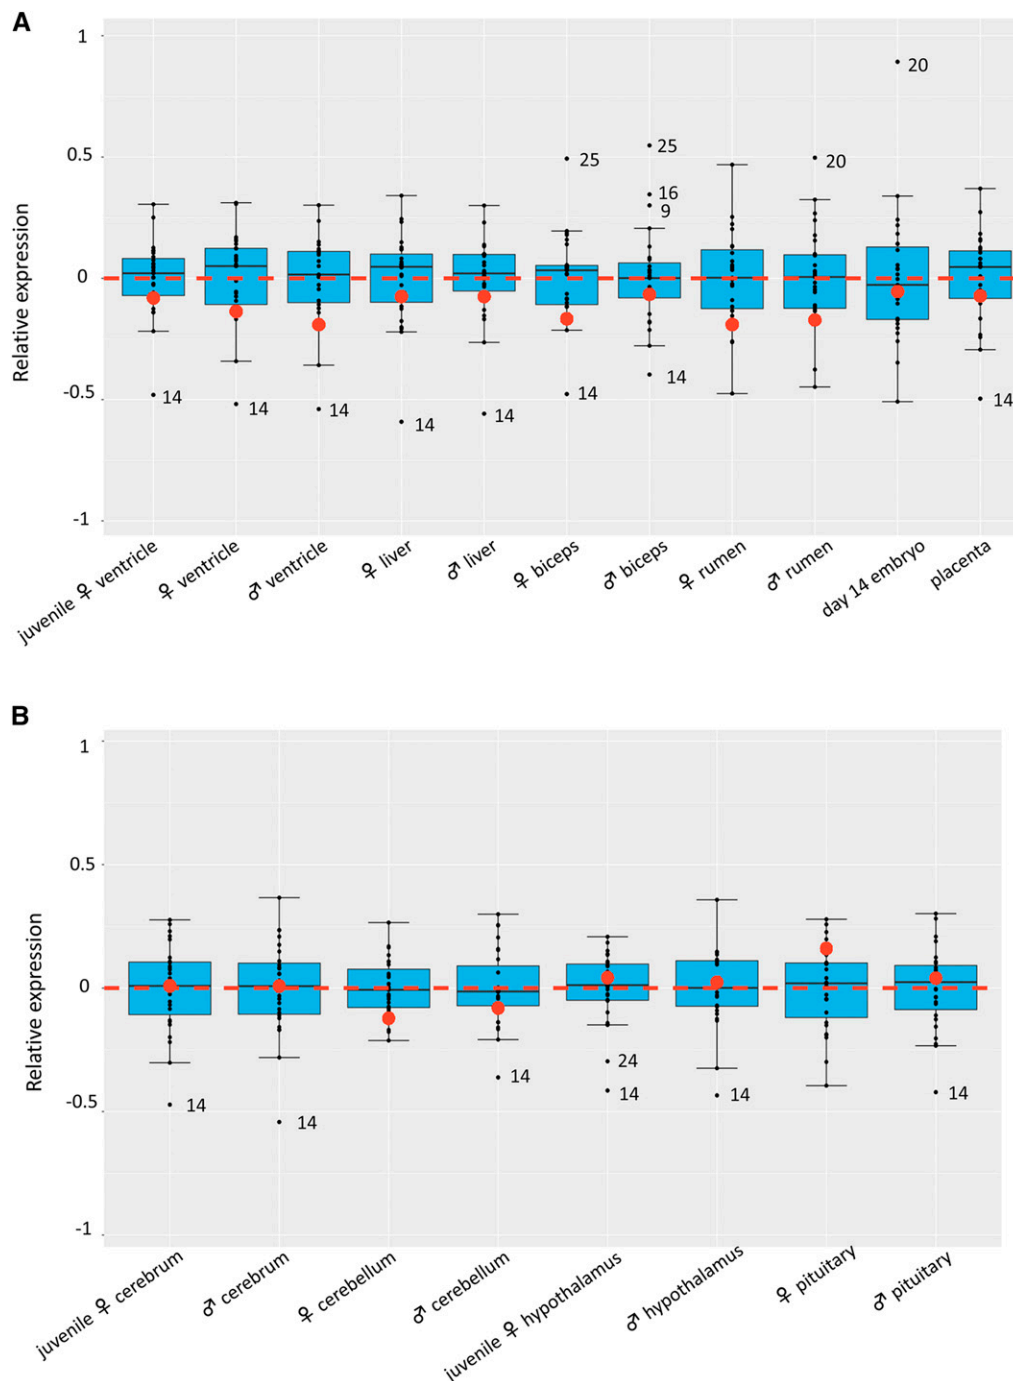 A
Relative expression
1
0.5
0
-0.5
-1
20
25
25
16
9
20
14
14
14
14
14
14
14
14
juvenile ♀ ventricle
♀ ventricle
♂ ventricle
♀ liver
♂ liver
♀ biceps
♂ biceps
♀ rumen
♂ rumen
day 14 embryo
placenta
B
Relative expression
1
0.5
0
-0.5
-1
14
14
14
24
14
14
14
juvenile ♀ cerebrum
♂ cerebrum
♀ cerebellum
♂ cerebellum
juvenile ♀ hypothalamus
♂ hypothalamus
♀ pituitary
♂ pituitary